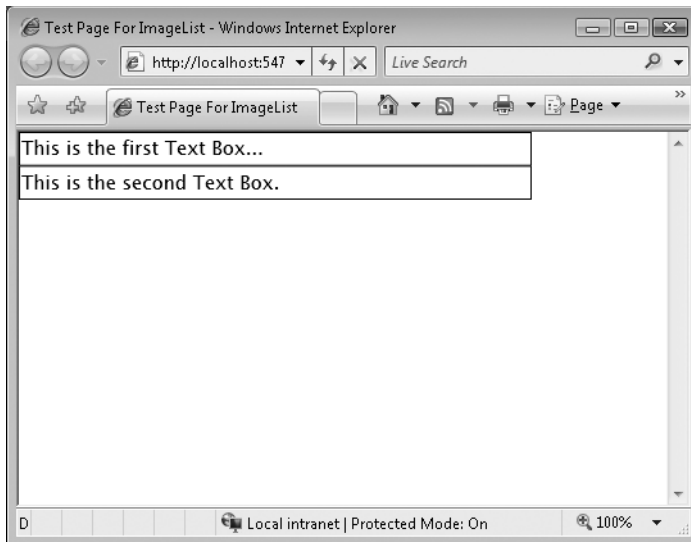 Test Page For ImageList - Windows Internet Explorer
http://localhost:547
Live Search
Test Page For ImageList
Page
This is the first Text Box...
This is the second Text Box.
D
Local intranet | Protected Mode: On
100%